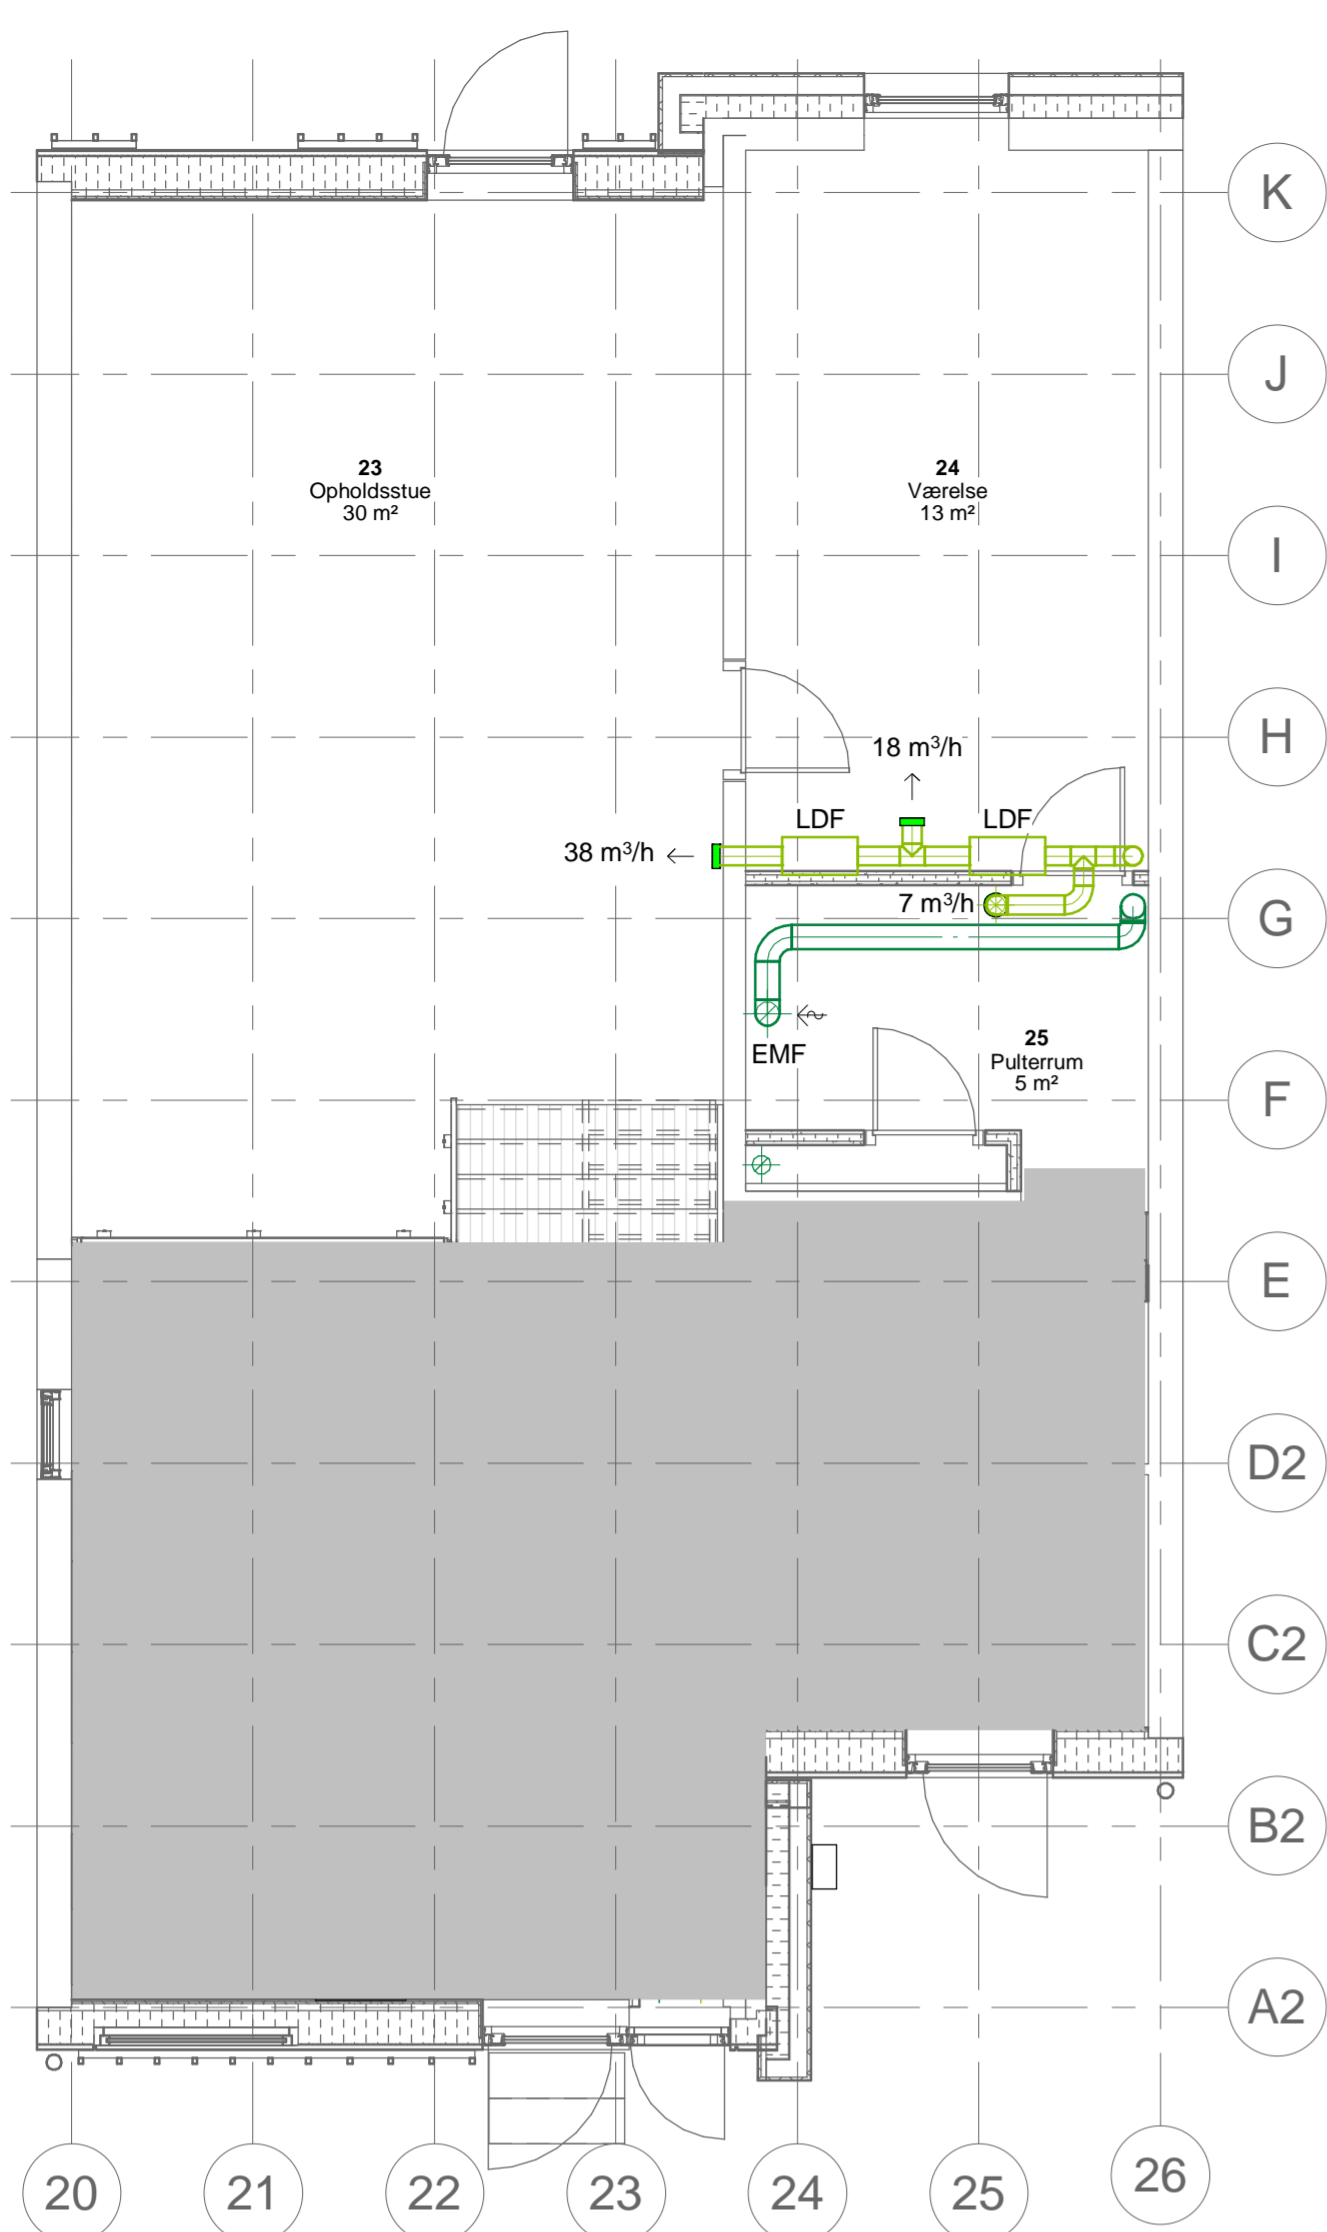 K
J
23
Opholdsstue
30 m²
24
Værelse
13 m²
I
H
18 m³/h
LDF
LDF
38 m³/h
7 m³/h
G
EMF
25
Pulterrum
5 m²
F
E
D2
C2
B2
A2
20
21
22
23
24
25
26